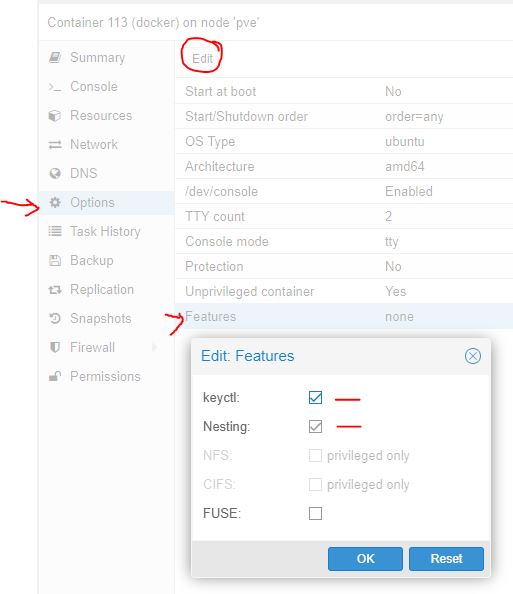 Container 113 (docker) on node 'pve'
Summary
Console
Resources
Network
DNS
Options
Task History
Backup
Replication
Snapshots
Firewall
Permissions
Edit
Start at boot No
Start/Shutdown order order=any
OS Type ubuntu
Architecture amd64
/dev/console Enabled
TTY count 2
Console mode tty
Protection No
Unprivileged container Yes
Features none
Edit: Features
keyctl:
Nesting:
NFS: privileged only
CIFS: privileged only
FUSE:
OK Reset